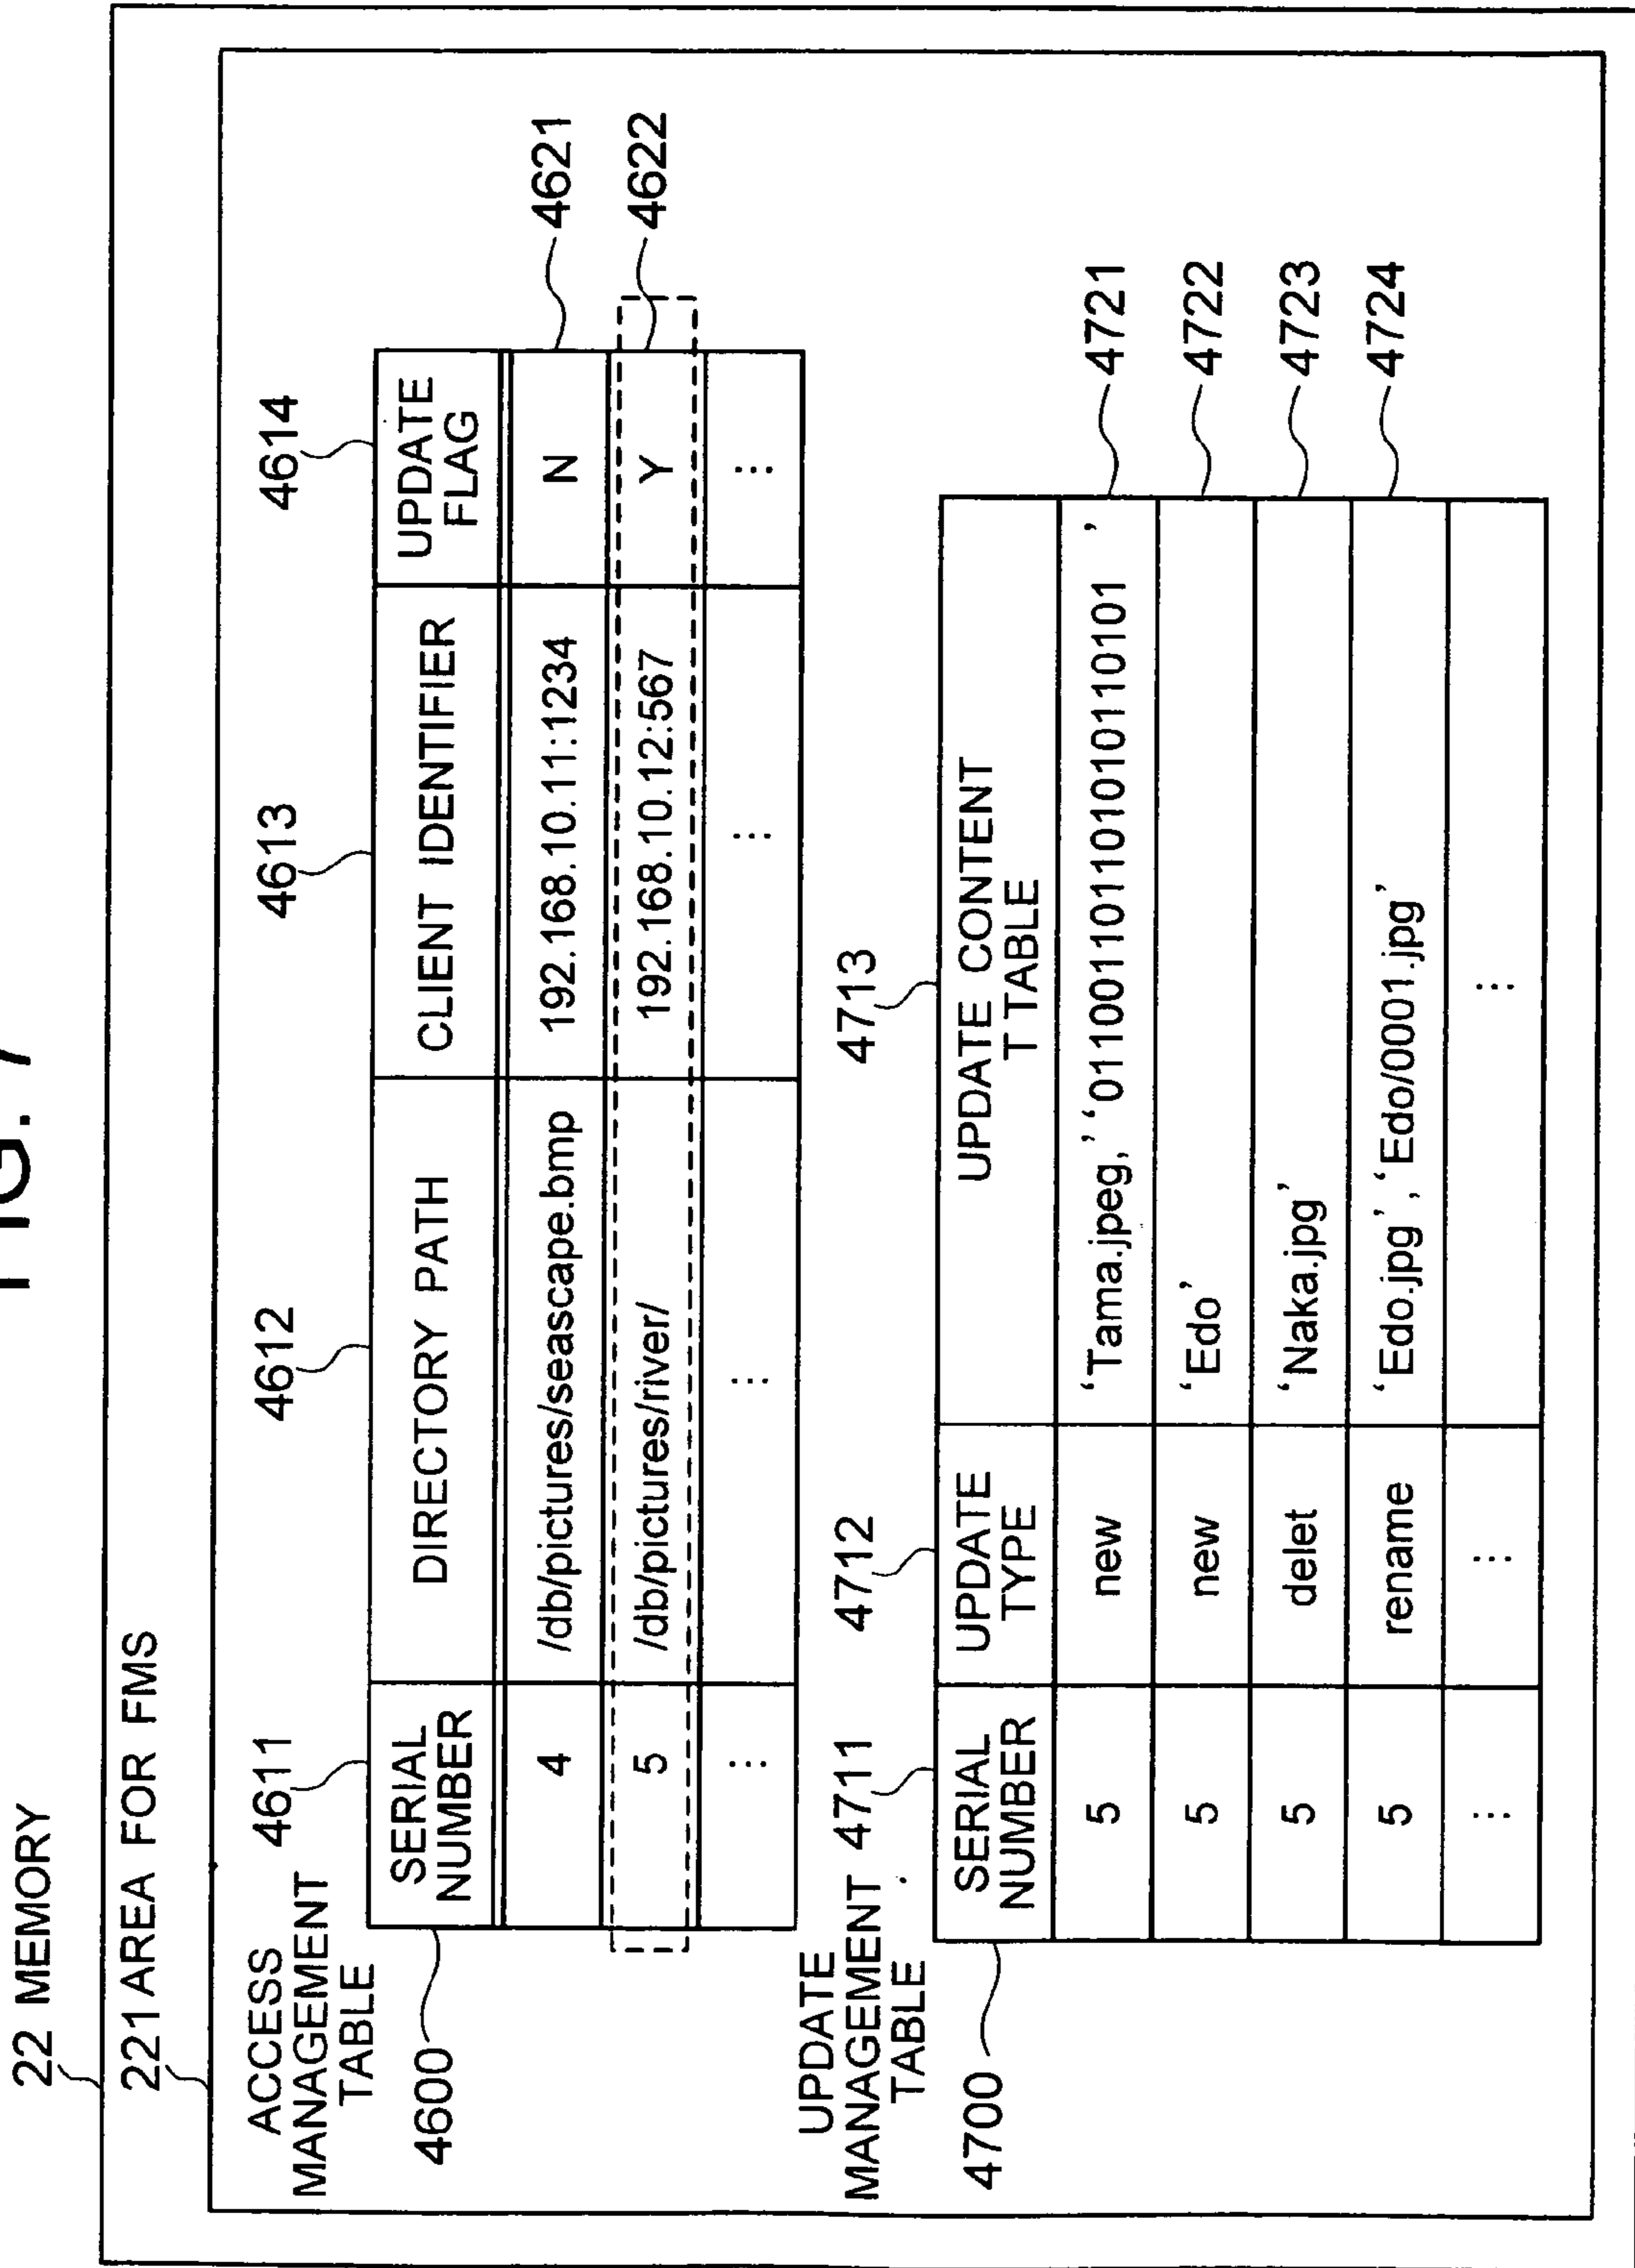 FIG. 7
22 MEMORY
221 AREA FOR FMS
ACCESS
MANAGEMENT
TABLE
4600
4611
4612
4613
4614
SERIAL
NUMBER
DIRECTORY PATH
CLIENT IDENTIFIER
UPDATE
FLAG
4 /db/pictures/seascape.bmp 192.168.10.11:1234 N 4621
5 /db/pictures/river/ 192.168.10.12:567 Y 4622
⋮ ⋮ ⋮ ⋮
UPDATE
MANAGEMENT
TABLE
4700
4711
4712
4713
SERIAL
NUMBER
UPDATE
TYPE
UPDATE CONTENT
T TABLE
5 new ‘Tama.jpeg,’ ‘0110011011011010101011010101 ’ 4721
5 new ‘Edo’ 4722
5 delet ‘Naka.jpg’ 4723
5 rename ‘Edo.jpg’ , ‘Edo/0001.jpg’ 4724
⋮ ⋮ ⋮